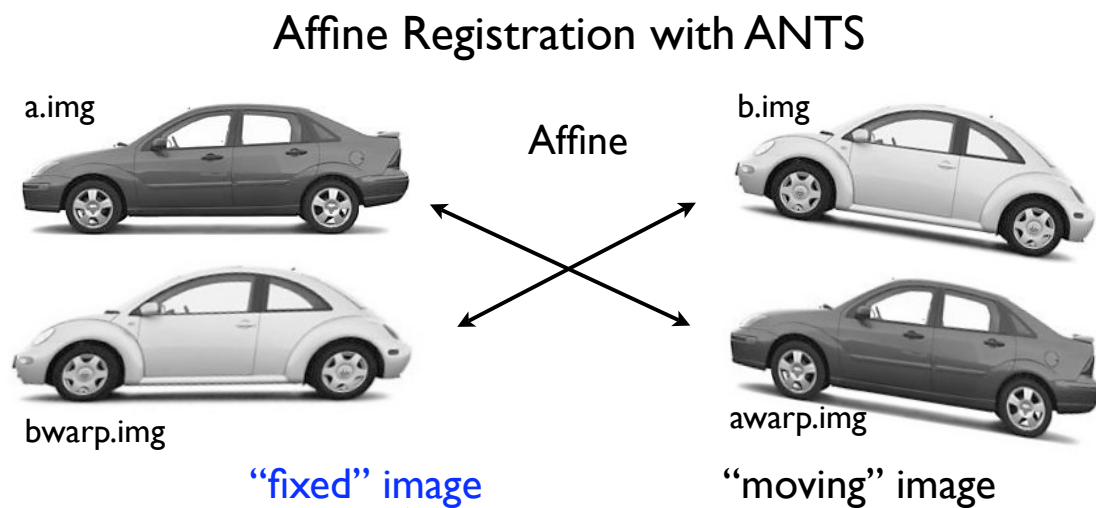 Affine Registration with ANTS
a.img
Affine
b.img
bwarp.img
awarp.img
“fixed” image
“moving” image